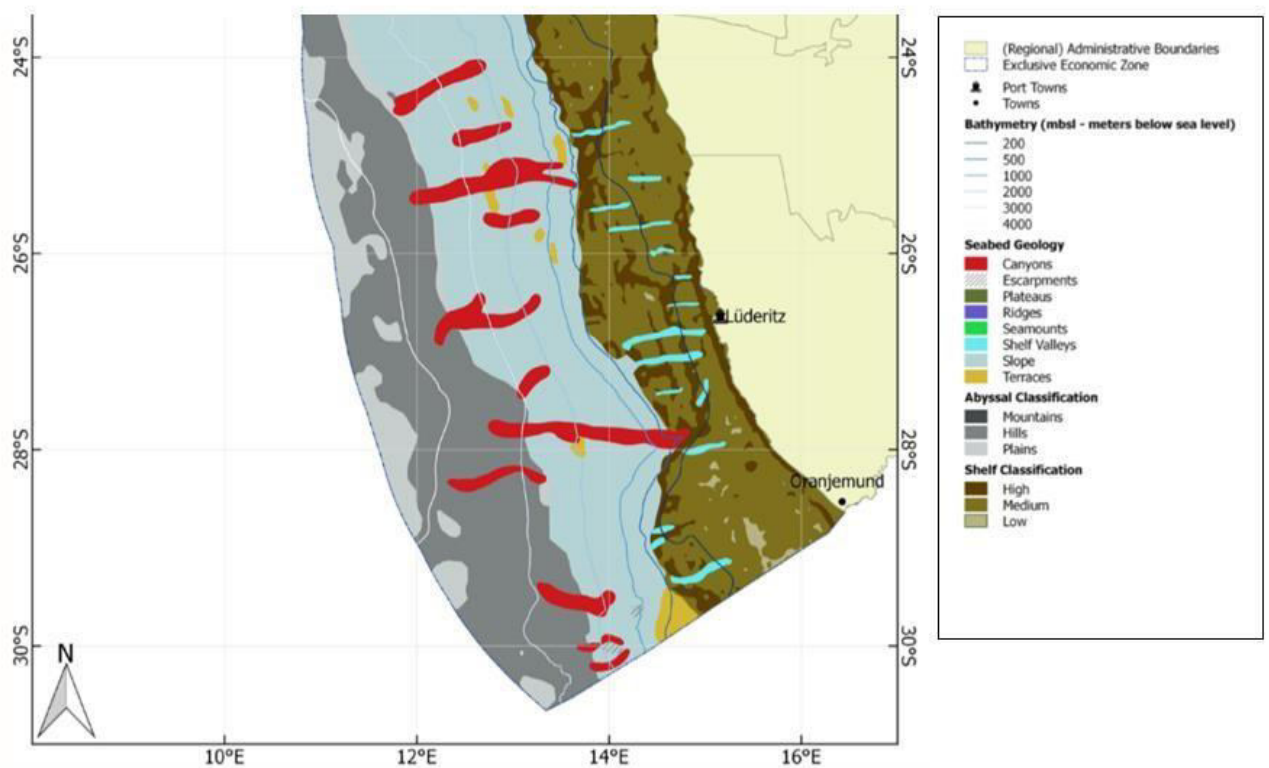 24°S
26°S
28°S
30°S
24°S
26°S
28°S
30°S
Lüderitz
Oranjemund
N
10°E
12°E
14°E
16°E
(Regional) Administrative Boundaries
Exclusive Economic Zone
Port Towns
Towns
Bathymetry (mbsl - meters below sea level)
200
500
1000
2000
3000
4000
Seabed Geology
Canyons
Escarpments
Plateaus
Ridges
Seamounts
Shelf Valleys
Slope
Terraces
Abyssal Classification
Mountains
Hills
Plains
Shelf Classification
High
Medium
Low